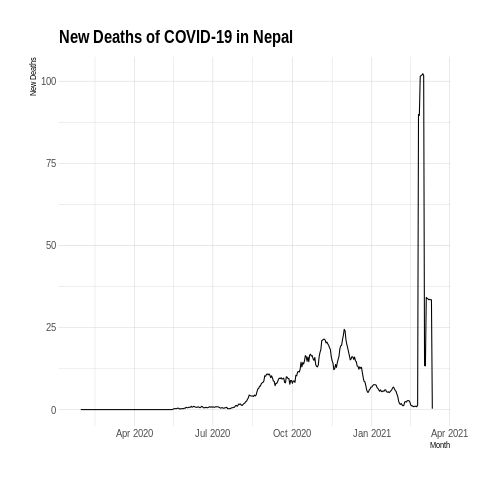 New Deaths of COVID-19 in Nepal
New Deaths
100
75
50
25
0
Apr 2020 Jul 2020 Oct 2020 Jan 2021 Apr 2021
Month